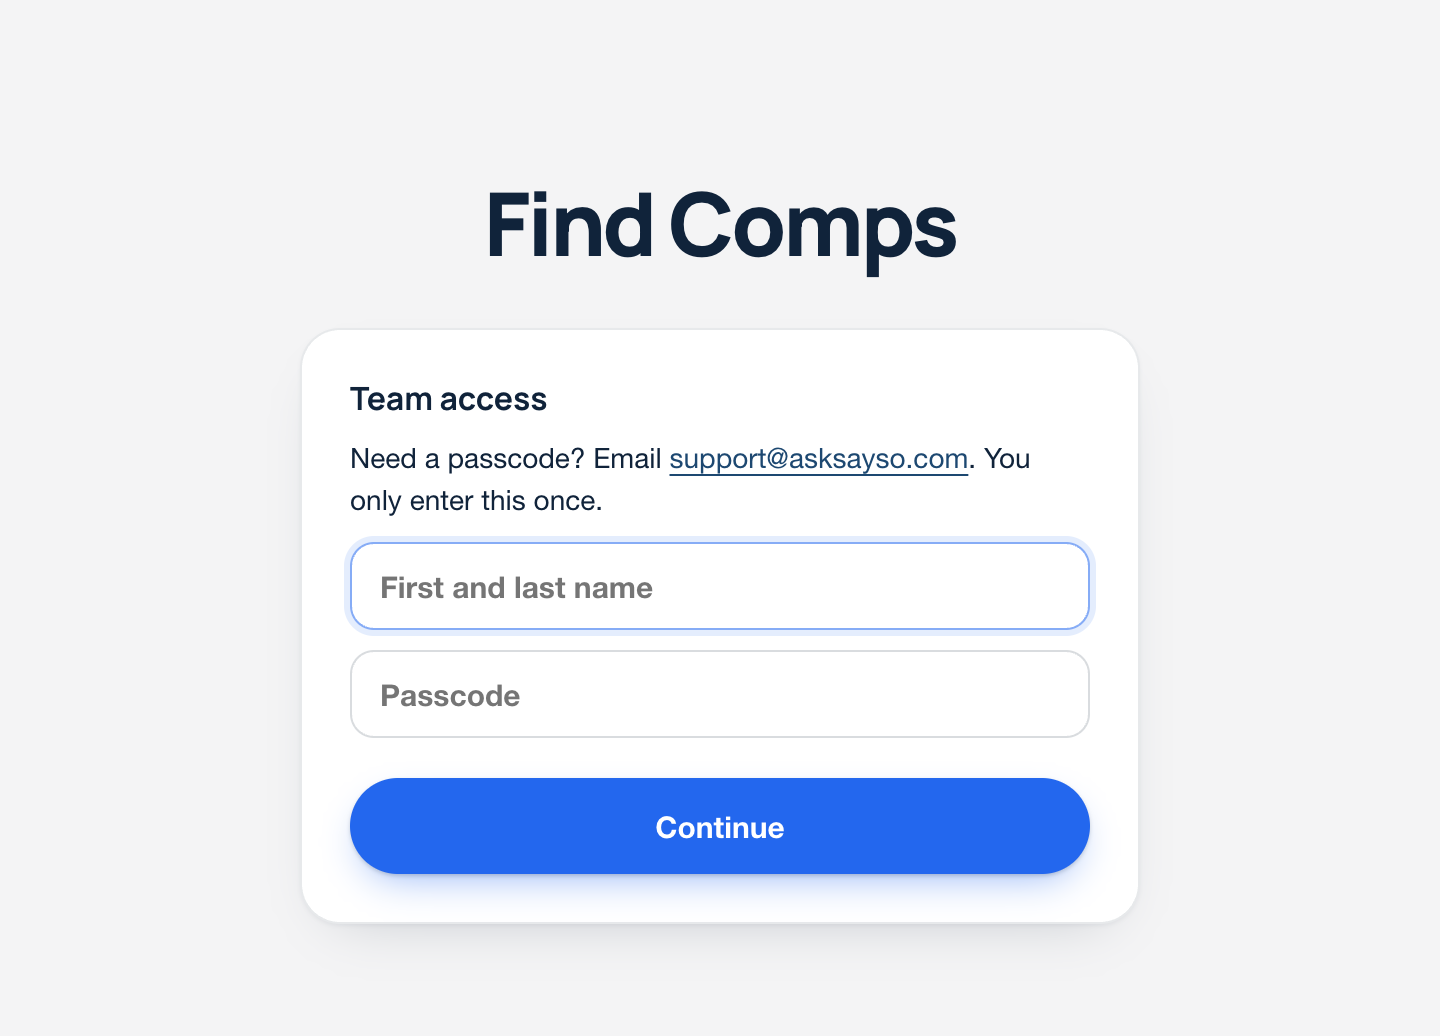 Find Comps
Team access
Need a passcode? Email support@asksayso.com. You
only enter this once.
First and last name
Passcode
Continue